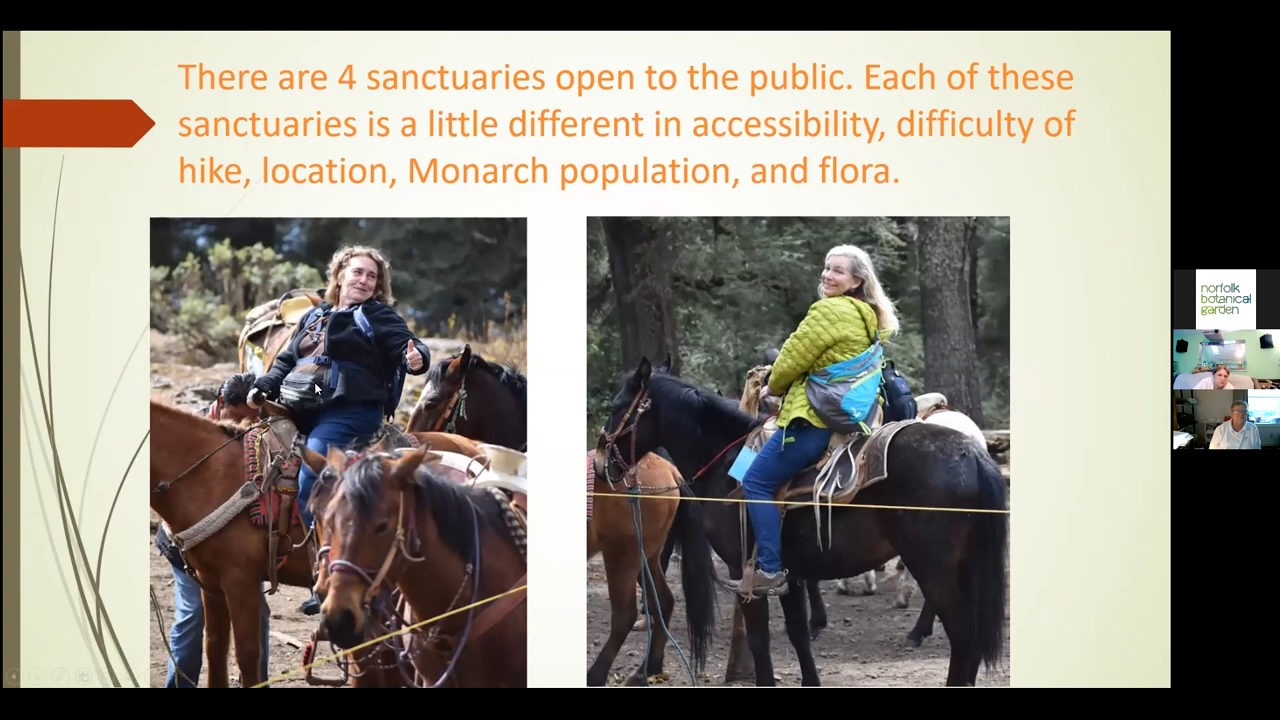 There are 4 sanctuaries open to the public. Each of these
sanctuaries is a little different in accessibility, difficulty of
hike, location, Monarch population, and flora.
norfolk
botanical
garden